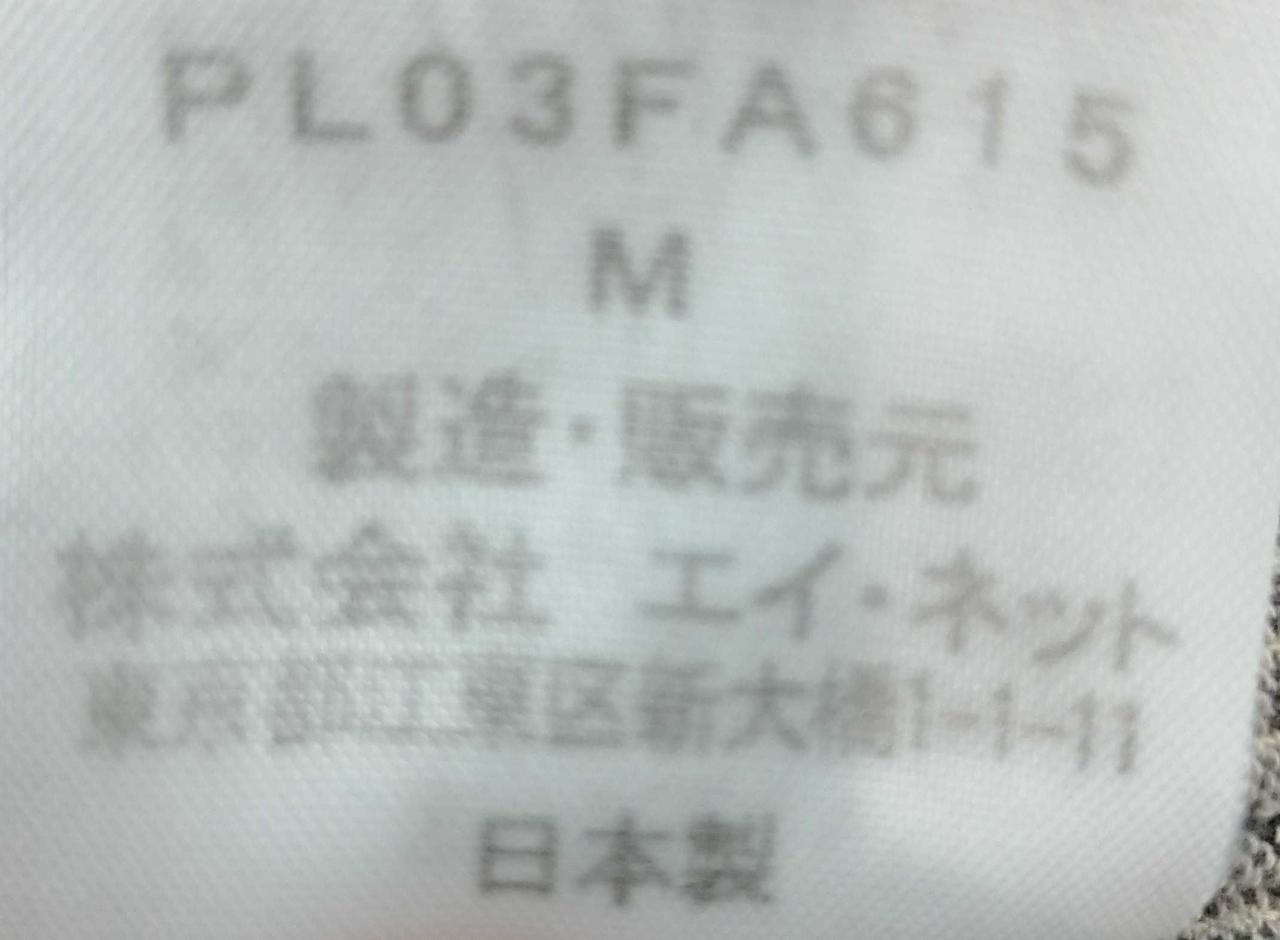 PL03FA615
M
製造・販売元
株式会社 エイ・ネット
東京都江東区新大橋1-1-11
日本製